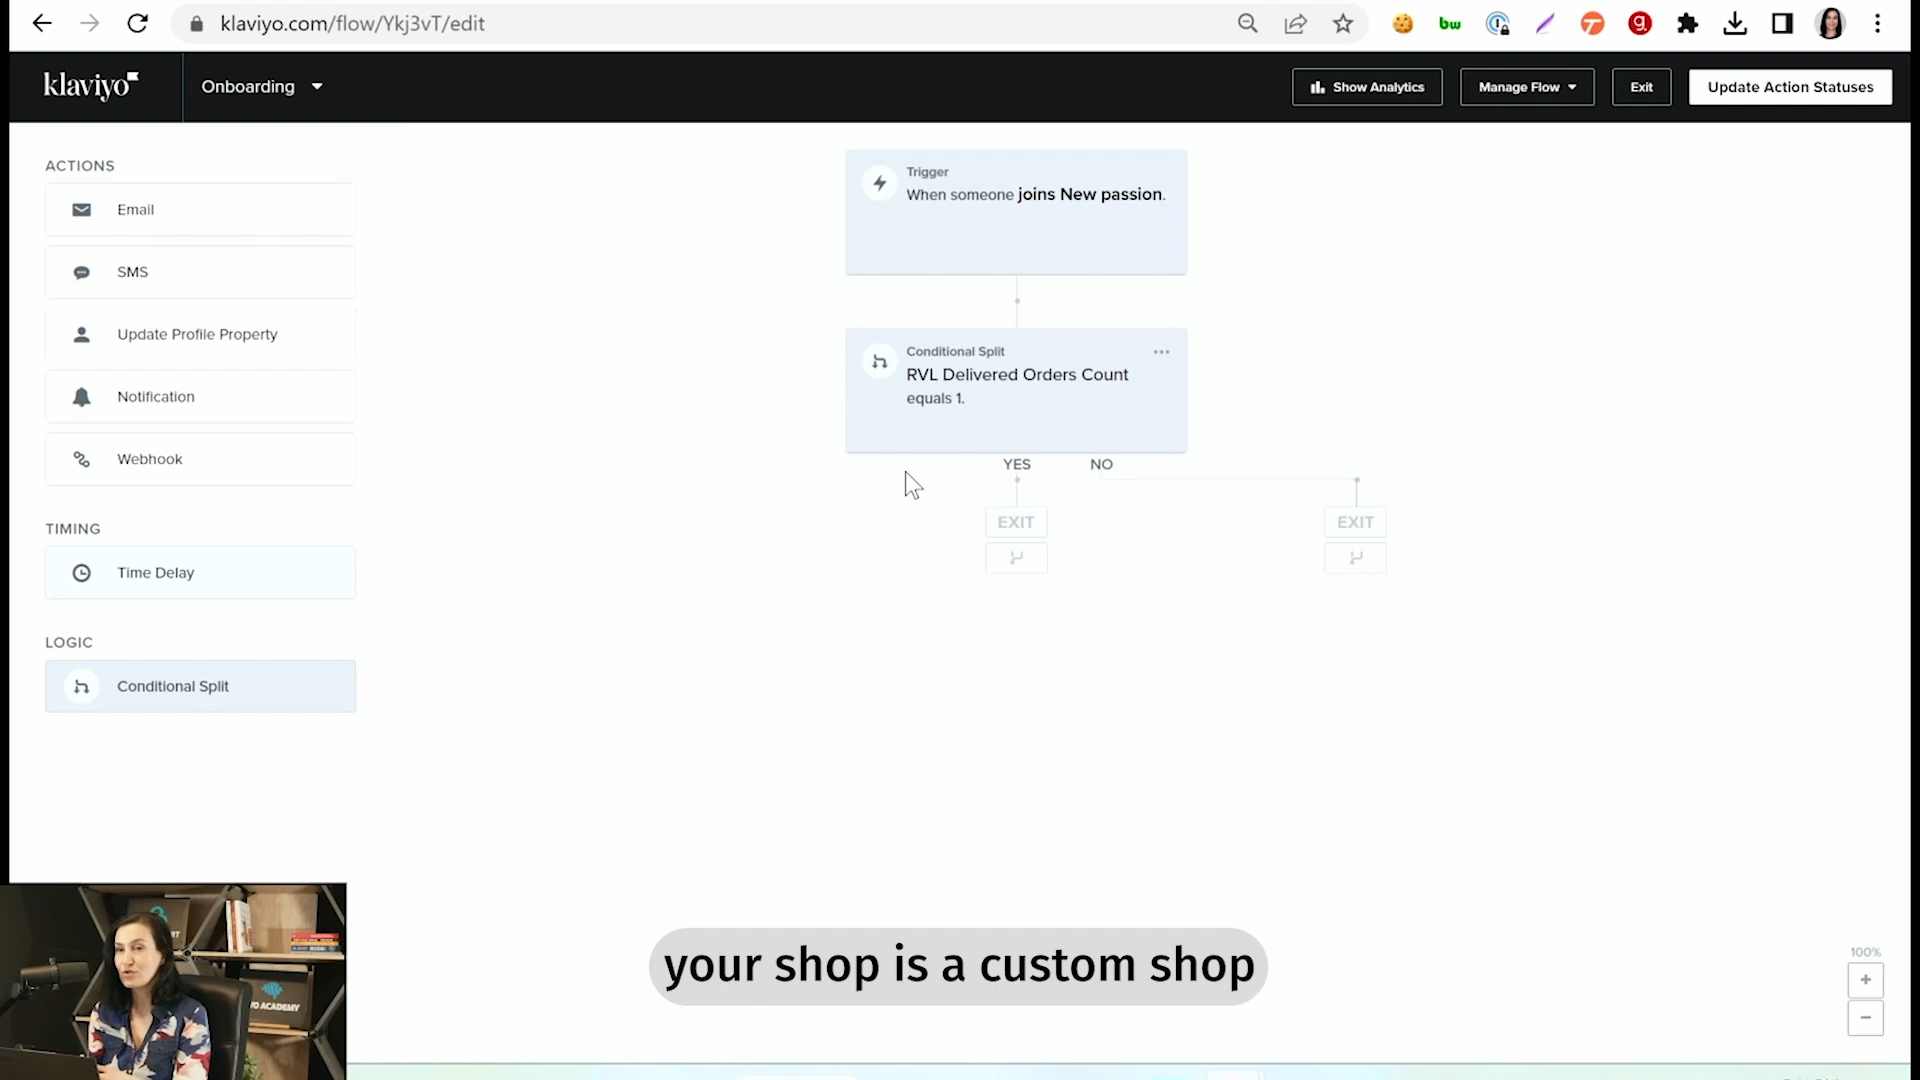 klaviyo.com/flow/Ykj3vT/edit
bw
g.
klaviyo
Onboarding
Show Analytics
Manage Flow
Exit
Update Action Statuses
ACTIONS
Email
SMS
Update Profile Property
Notification
Webhook
TIMING
Time Delay
LOGIC
Conditional Split
Trigger
When someone joins New passion.
Conditional Split
RVL Delivered Orders Count
equals 1.
YES
NO
EXIT
EXIT
ACADEMY
your shop is a custom shop
100%